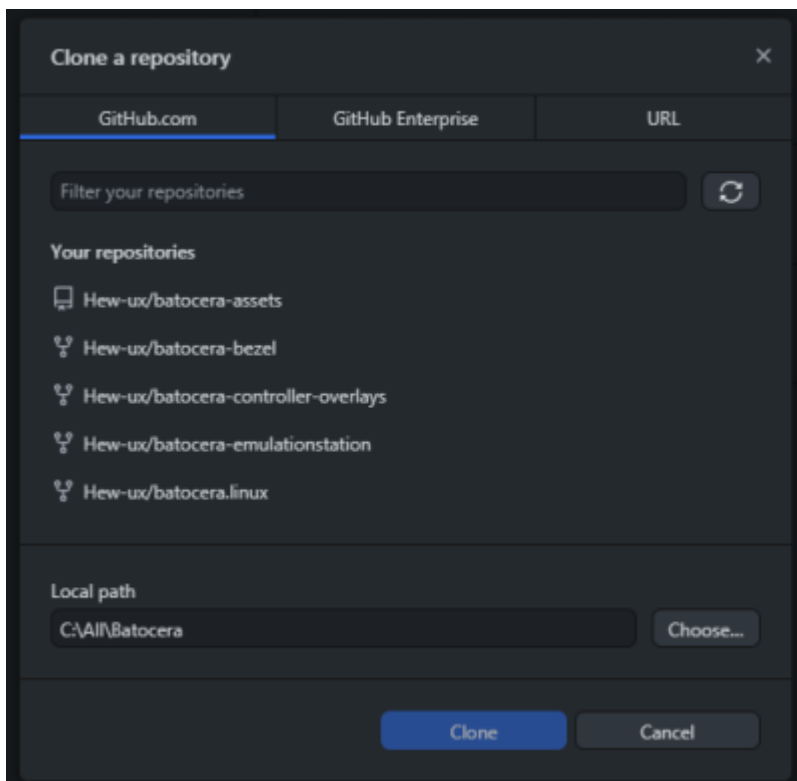 Clone a repository
GitHub.com GitHub Enterprise URL
Filter your repositories
Your repositories
Hew-ux/batocera-assets
Hew-ux/batocera-bezel
Hew-ux/batocera-controller-overlays
Hew-ux/batocera-emulationstation
Hew-ux/batocera.linux
Local path
C:\All\Batocera Choose...
Clone Cancel